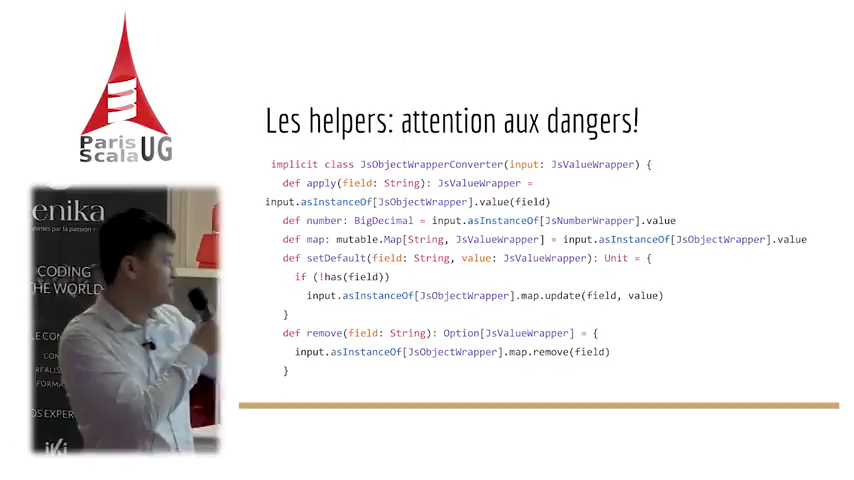 Paris
Scala UG
Les helpers: attention aux dangers!
implicit class JsObjectWrapperConverter(input: JsValueWrapper) {
def apply(field: String): JsValueWrapper =
input.asInstanceOf[JsObjectWrapper].value(field)
def number: BigDecimal = input.asInstanceOf[JsNumberWrapper].value
def map: mutable.Map[String, JsValueWrapper] = input.asInstanceOf[JsObjectWrapper].value
def setDefault(field: String, value: JsValueWrapper): Unit = {
if (!has(field))
input.asInstanceOf[JsObjectWrapper].map.update(field, value)
}
def remove(field: String): Option[JsValueWrapper] = {
input.asInstanceOf[JsObjectWrapper].map.remove(field)
}
enika
CODING
THE WORLD